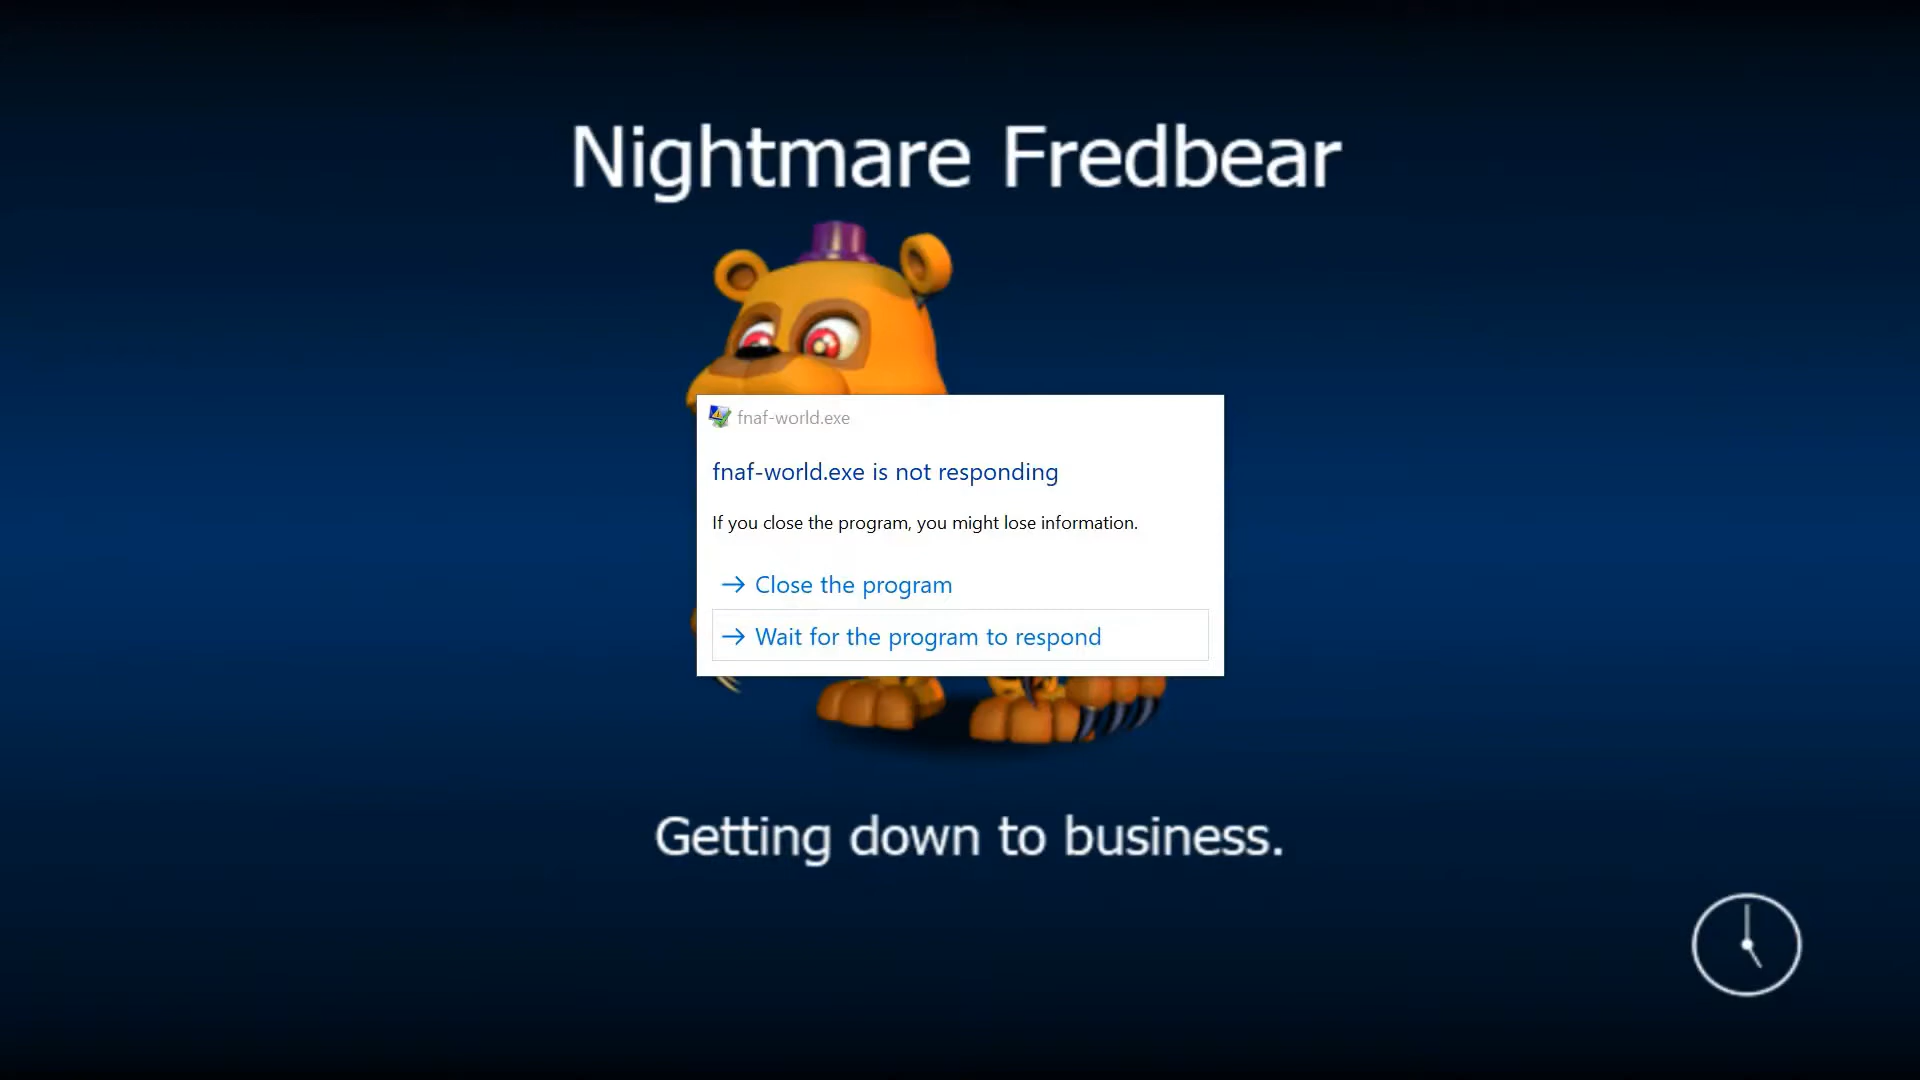 Nightmare Fredbear
fnaf-world.exe
fnaf-world.exe is not responding
If you close the program, you might lose information.
Close the program
Wait for the program to respond
Getting down to business.